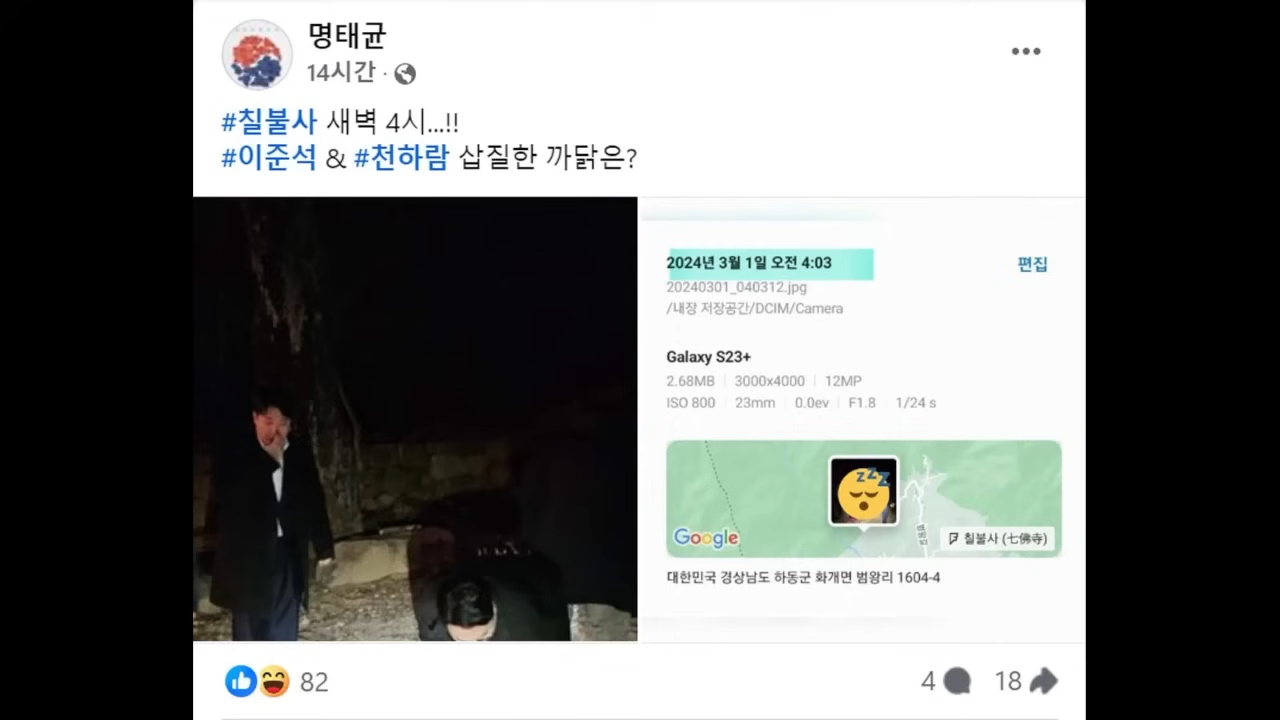 명태균
14시간 ·
#칠불사 새벽 4시...!!
#이준석 & #천하람 삽질한 까닭은?
2024년 3월 1일 오전 4:03
편집
20240301_040312.jpg
/내장 저장공간/DCIM/Camera
Galaxy S23+
2.68MB 3000x4000 12MP
ISO 800 23mm 0.0ev F1.8 1/24 s
Google
칠불사 (七佛寺)
대한민국 경상남도 하동군 화개면 범왕리 1604-4
82
4
18